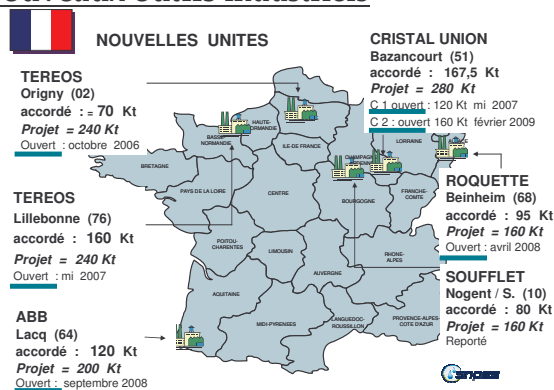 NOUVELLES UNITES
TEREOS
Origny (02)
accordé : = 70 Kt
Projet = 240 Kt
Ouvert : octobre 2006
TEREOS
Lillebonne (76)
accordé : 160 Kt
Projet = 240 Kt
Ouvert : mi 2007
ABB
Lacq (64)
accordé : 120 Kt
Projet = 200 Kt
Ouvert : septembre 2008
CRISTAL UNION
Bazancourt (51)
accordé : 167,5 Kt
Projet = 280 Kt
C 1 ouvert : 120 Kt mi 2007
C 2 : ouvert 160 Kt février 2009
ROQUETTE
Beinheim (68)
accordé : 95 Kt
Projet = 160 Kt
Ouvert : avril 2008
SOUFFLET
Nogent / S. (10)
accordé : 80 Kt
Projet = 160 Kt
Reporté
HAUTE-
NORMANDIE
BASSE-
NORMANDIE
ILE-DE FRANCE
LORRAINE
BRETAGNE
PAYS DE LA LOIRE
CENTRE
BOURGOGNE
FRANCHE-
COMTE
POITOU-
CHARENTES
LIMOUSIN
AUVERGNE
RHONE-
ALPES
AQUITAINE
MIDI-PYRENEES
LANGUEDOC-
ROUSSILLON
PROVENCE-ALPES-
COTE D'AZUR